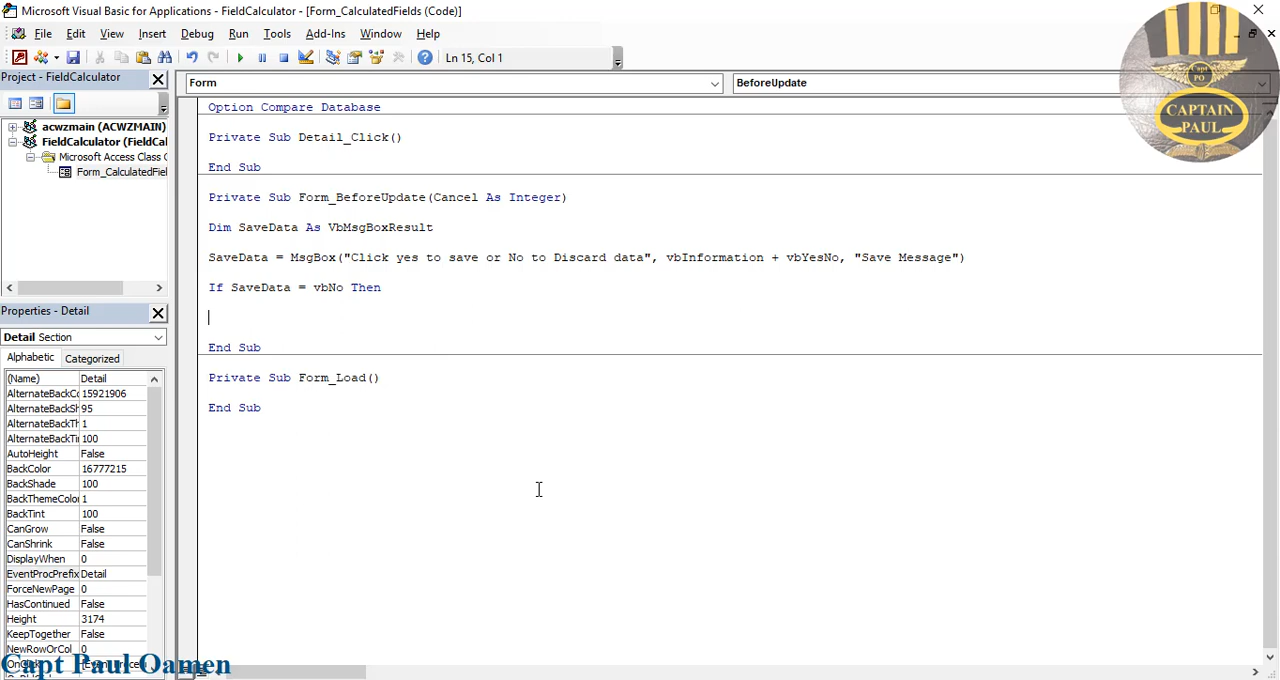 Microsoft Visual Basic for Applications - FieldCalculator - [Form_CalculatedFields (Code)]
File Edit View Insert Format Debug Run Tools Add-Ins Window Help
Ln 15, Col 1
Project - FieldCalculator
Form
BeforeUpdate
Capt
PO
CAPTAIN
PAUL
acwzmain (ACWZMAIN)
FieldCalculator (FieldCal
Microsoft Access Class O
Form_CalculatedFiel
Properties - Detail
Detail Section
Alphabetic Categorized
(Name) Detail
AlternateBackCo 15921906
AlternateBackSh 95
AlternateBackTh 1
AlternateBackTin 100
AutoHeight False
BackColor 16777215
BackShade 100
BackThemeColor 1
BackTint 100
CanGrow False
CanShrink False
DisplayWhen 0
EventProcPrefix Detail
ForceNewPage 0
HasContinued False
Height 3174
KeepTogether False
NewRowOrCol 0
Capt Paul Oamen
Option Compare Database
Private Sub Detail_Click()
End Sub
Private Sub Form_BeforeUpdate(Cancel As Integer)
Dim SaveData As VbMsgBoxResult
SaveData = MsgBox("Click yes to save or No to Discard data", vbInformation + vbYesNo, "Save Message")
If SaveData = vbNo Then
End Sub
Private Sub Form_Load()
End Sub